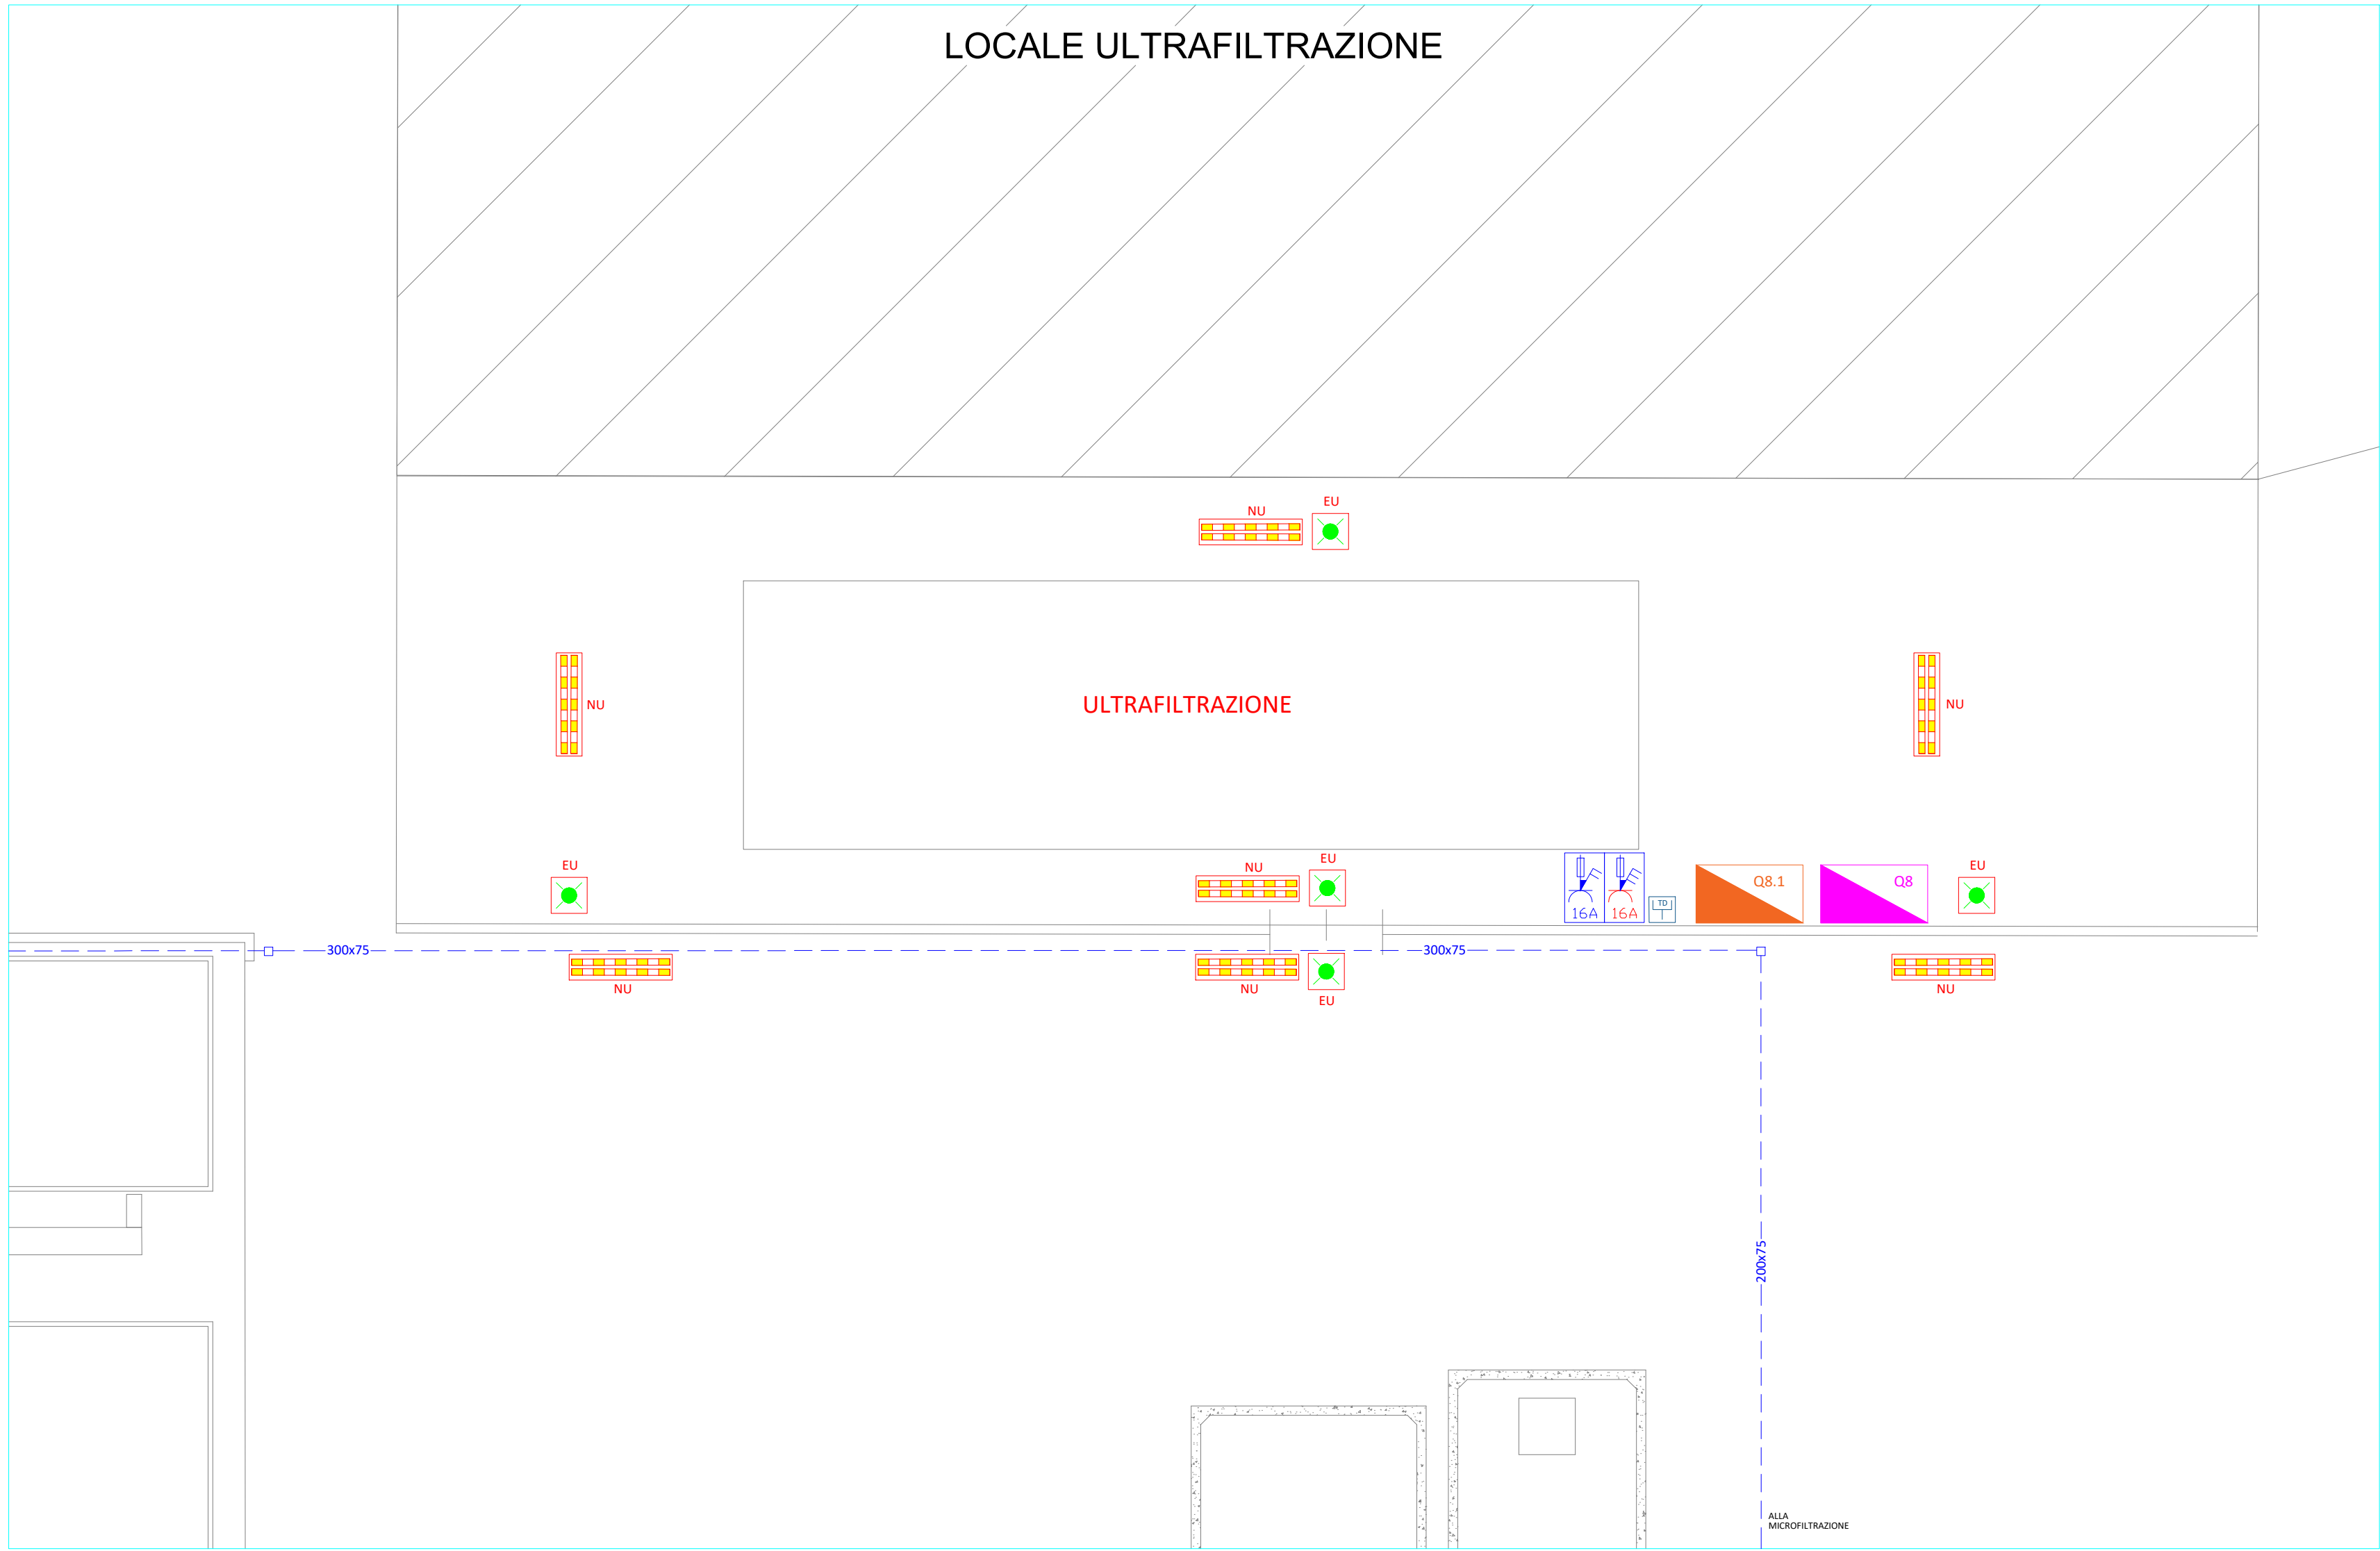 LOCALE ULTRAFILTRAZIONE
EU
NU
NU
ULTRAFILTRAZIONE
NU
EU
NU
EU
16A
16A
TD
Q8.1
Q8
EU
300x75
300x75
NU
NU
EU
NU
200x75
ALLA
MICROFILTRAZIONE